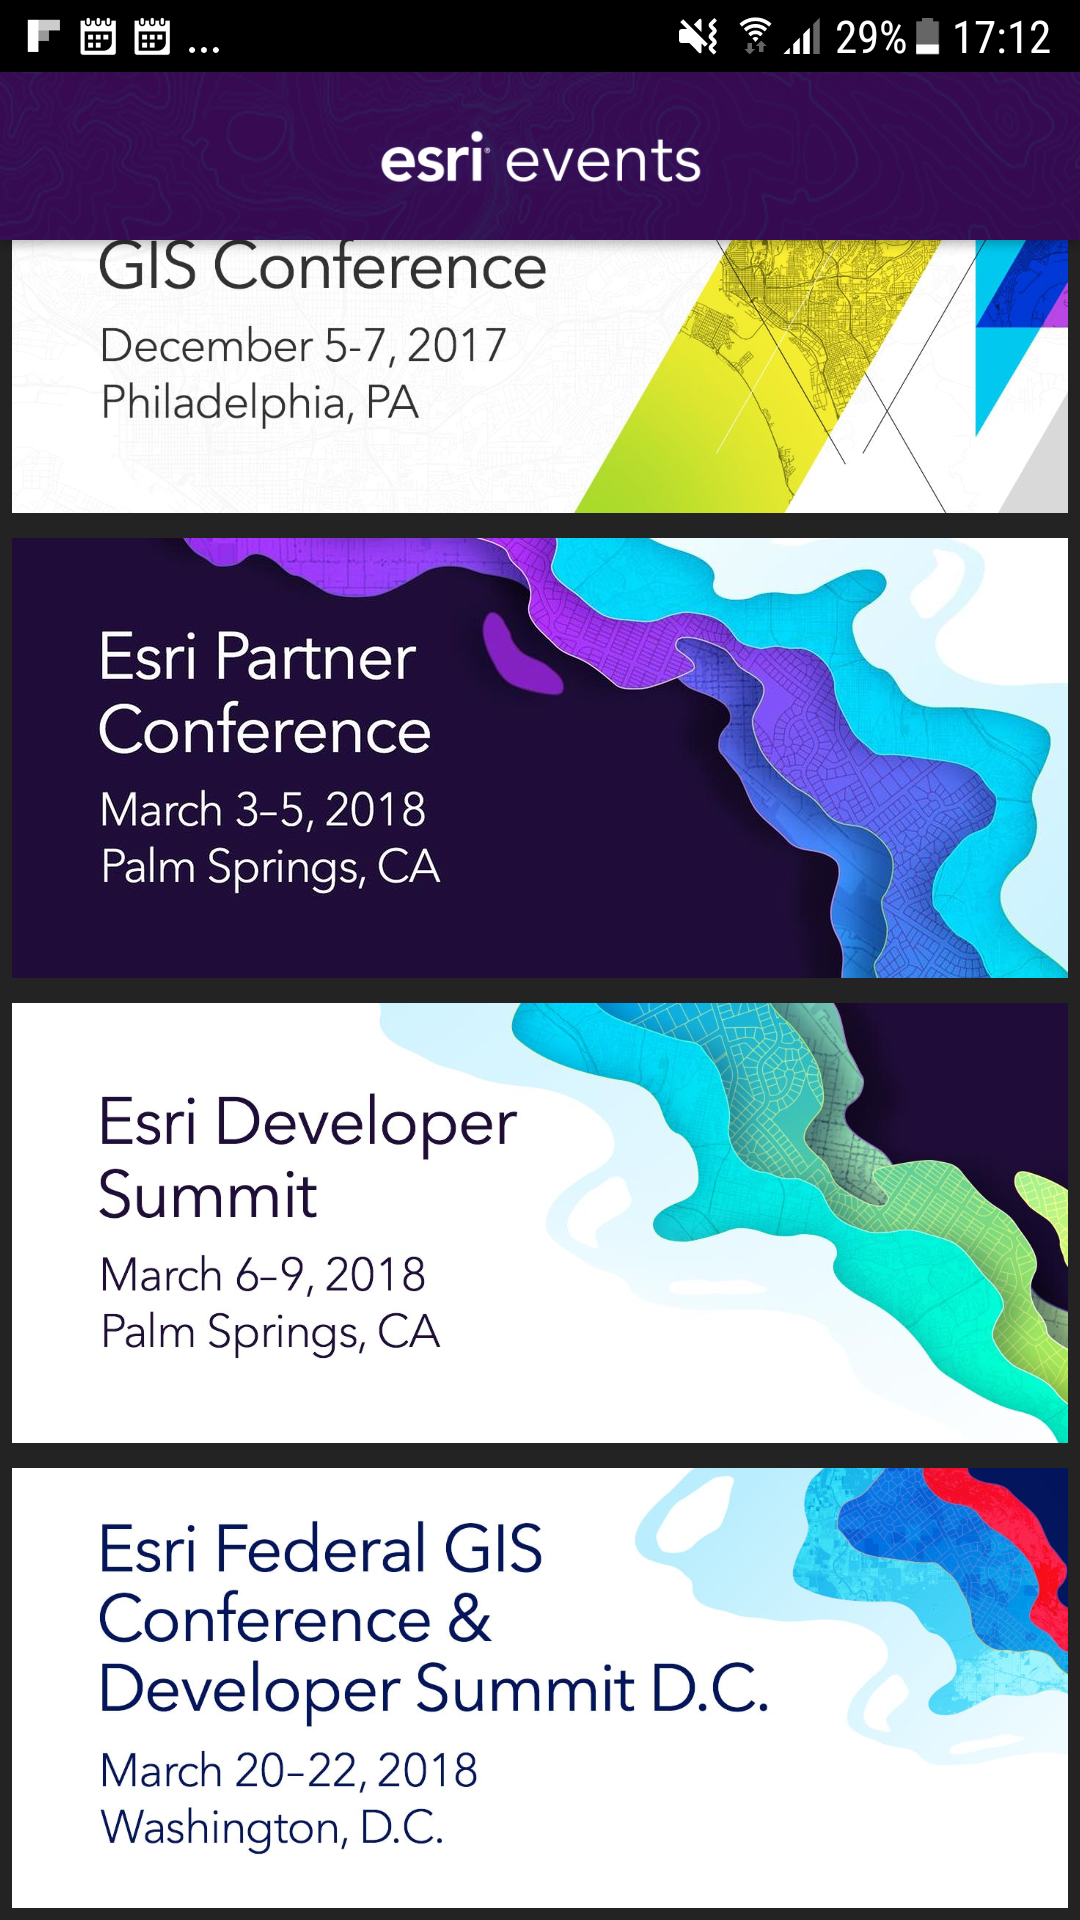 ... 29% 17:12
esri events
GIS Conference
December 5-7, 2017
Philadelphia, PA
Esri Partner
Conference
March 3–5, 2018
Palm Springs, CA
Esri Developer
Summit
March 6–9, 2018
Palm Springs, CA
Esri Federal GIS
Conference &
Developer Summit D.C.
March 20–22, 2018
Washington, D.C.